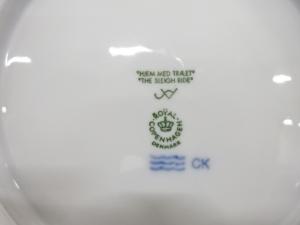 "HJEM MED TRÆET"
"THE SLEIGH RIDE"
ROYAL
COPENHAGEN
DENMARK
CK